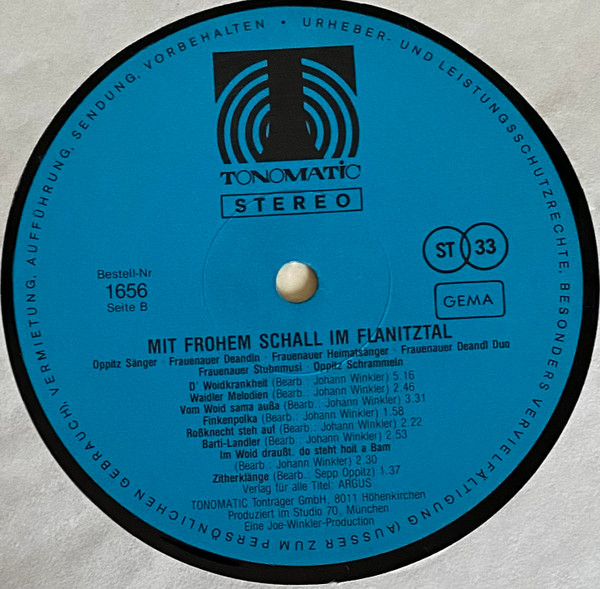 URHEBER- UND LEISTUNGSSCHUTZRECHTE, BESONDERS VERVIELFÄLTIGUNG (AUSSER ZUM PERSÖNLICHEN GEBRAUCH), VERMIETUNG, AUFFÜHRUNG, SENDUNG, VORBEHALTEN •
T
TONOMATIC
STEREO
ST 33
GEMA
Bestell-Nr
1656
Seite B
MIT FROHEM SCHALL IM FLANITZTAL
Oppitz Sänger · Frauenauer Deandln · Frauenauer Heimatsänger · Frauenauer Deandl Duo
Frauenauer Stubnmusi · Oppitz Schrammeln
D' Woidkrankheit (Bearb.: Johann Winkler) 5.16
Waidler Melodien (Bearb.: Johann Winkler) 2.46
Vom Woid sama außa (Bearb.: Johann Winkler) 3.31
Finkenpolka (Bearb.: Johann Winkler) 1.58
Roßknecht steh auf (Bearb.: Johann Winkler) 2.22
Barti-Landler (Bearb.: Johann Winkler) 2.53
Im Woid draußt, do steht hoil a Bam
(Bearb.: Johann Winkler) 2.30
Zitherklänge (Bearb.: Sepp Oppitz) 1.37
Verlag für alle Titel: ARGUS
TONOMATIC Tonträger GmbH, 8011 Höhenkirchen
Produziert im Studio 70, München
Eine Joe-Winkler-Production